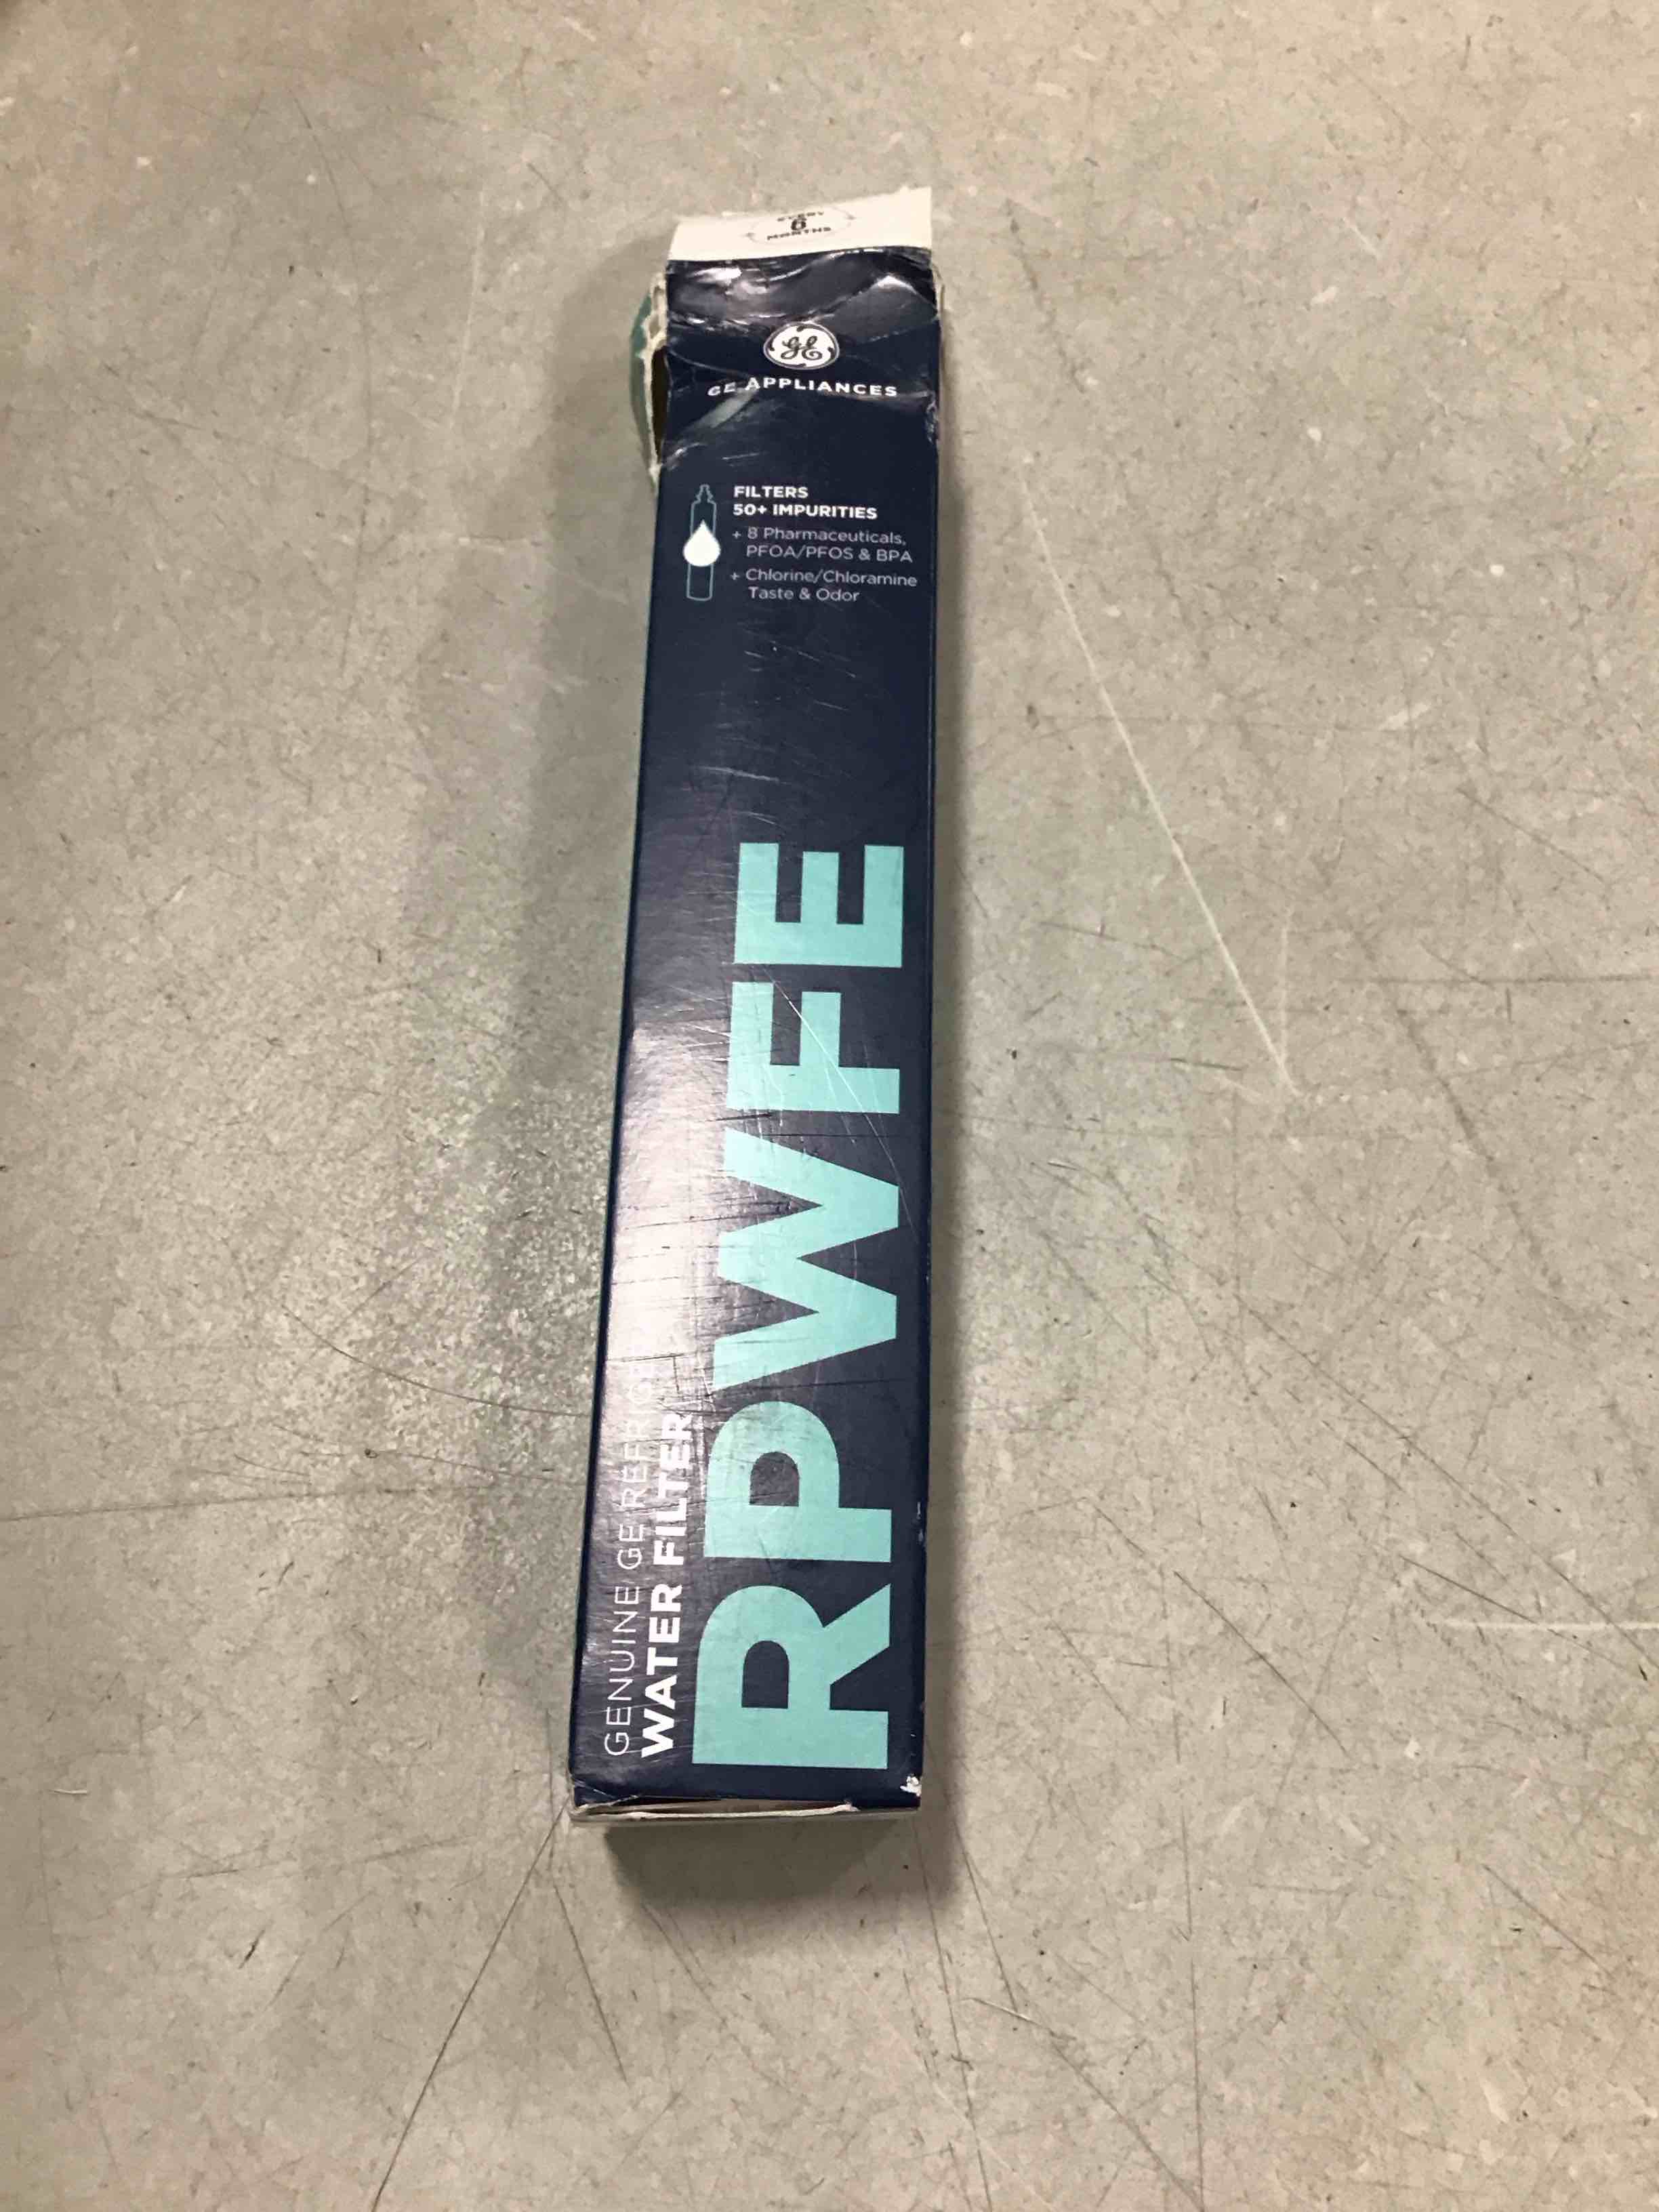 EVERY
6
MONTHS
GE
GE APPLIANCES
FILTERS
50+ IMPURITIES
+ 8 Pharmaceuticals,
PFOA/PFOS & BPA
+ Chlorine/Chloramine
Taste & Odor
GENUINE GE
WATER FILTER
RPWFE